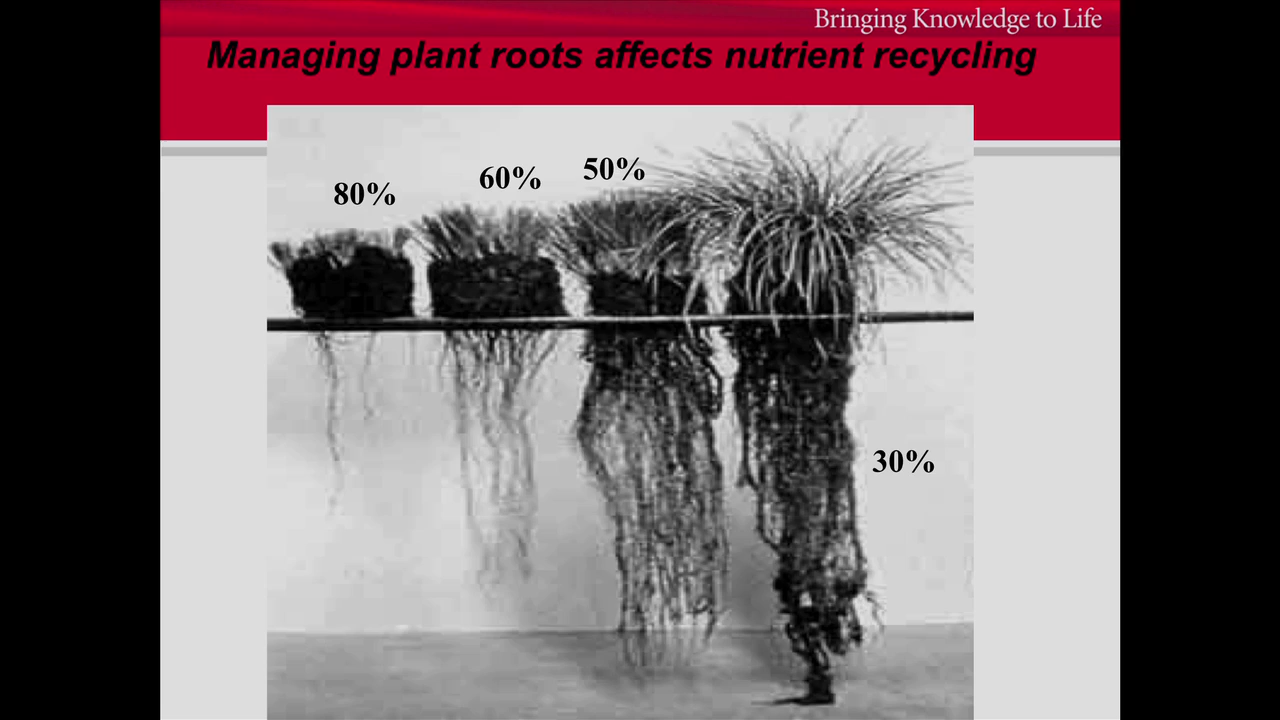 Bringing Knowledge to Life
Managing plant roots affects nutrient recycling
80%
60%
50%
30%